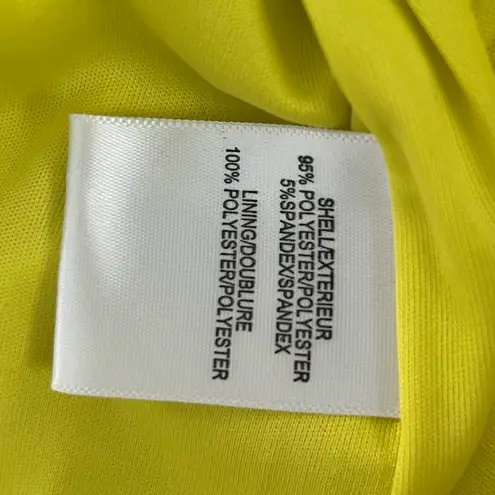 SHELL/EXTERIEUR
95% POLYESTER/POLYESTER
5%SPANDEX/SPANDEX
LINING/DOUBLURE
100% POLYESTER/POLYESTER